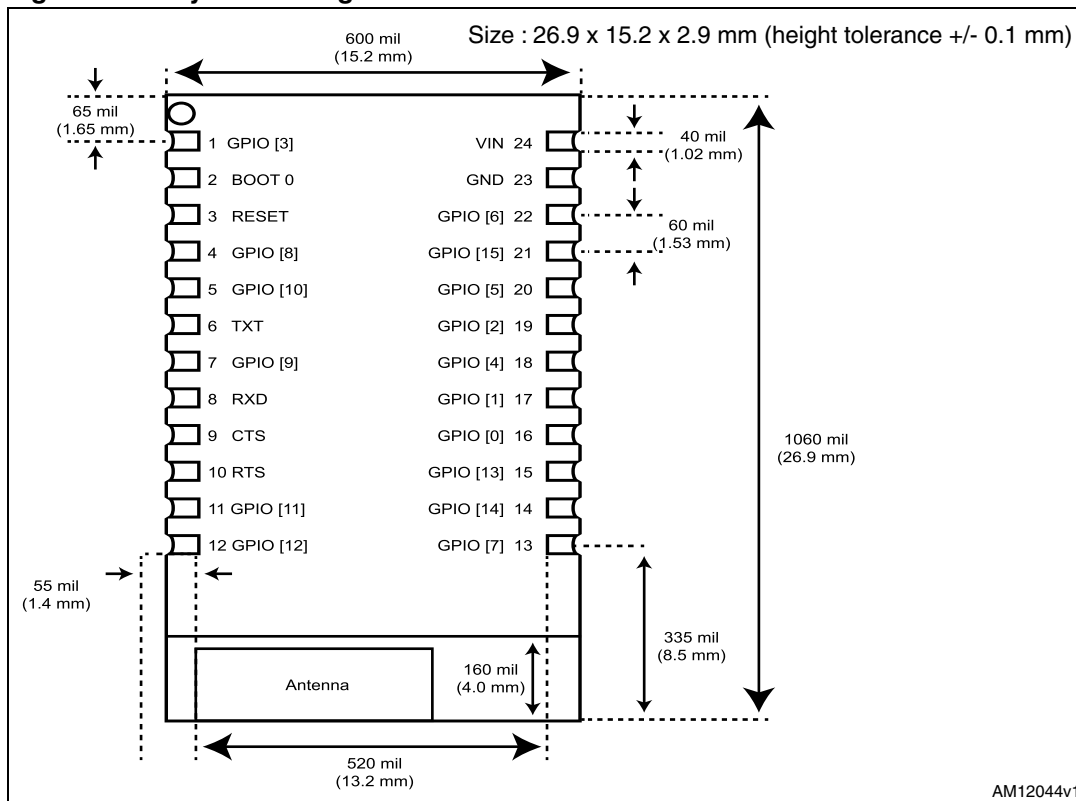 Size : 26.9 x 15.2 x 2.9 mm (height tolerance +/- 0.1 mm)
600 mil
(15.2 mm)
65 mil
(1.65 mm)
40 mil
(1.02 mm)
60 mil
(1.53 mm)
1 GPIO [3]
2 BOOT 0
3 RESET
4 GPIO [8]
5 GPIO [10]
6 TXT
7 GPIO [9]
8 RXD
9 CTS
10 RTS
11 GPIO [11]
12 GPIO [12]
VIN 24
GND 23
GPIO [6] 22
GPIO [15] 21
GPIO [5] 20
GPIO [2] 19
GPIO [4] 18
GPIO [1] 17
GPIO [0] 16
GPIO [13] 15
GPIO [14] 14
GPIO [7] 13
1060 mil
(26.9 mm)
55 mil
(1.4 mm)
335 mil
(8.5 mm)
160 mil
(4.0 mm)
Antenna
520 mil
(13.2 mm)
AM12044v1